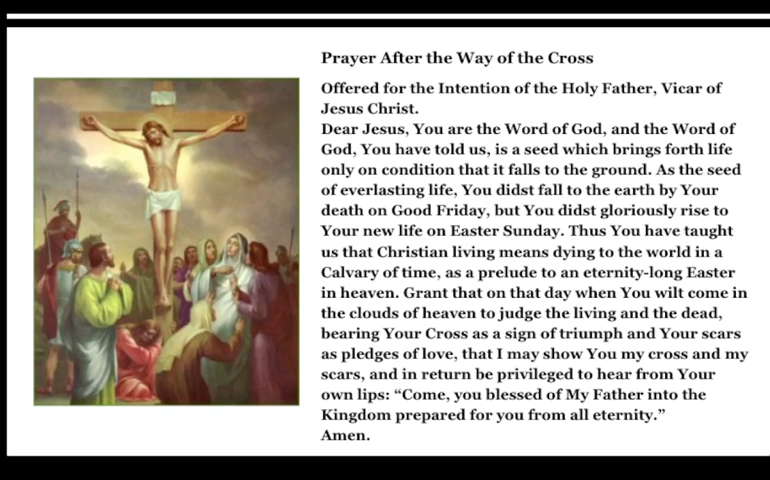 Prayer After the Way of the Cross
Offered for the Intention of the Holy Father, Vicar of
Jesus Christ.
Dear Jesus, You are the Word of God, and the Word of
God, You have told us, is a seed which brings forth life
only on condition that it falls to the ground. As the seed
of everlasting life, You didst fall to the earth by Your
death on Good Friday, but You didst gloriously rise to
Your new life on Easter Sunday. Thus You have taught
us that Christian living means dying to the world in a
Calvary of time, as a prelude to an eternity-long Easter
in heaven. Grant that on that day when You wilt come in
the clouds of heaven to judge the living and the dead,
bearing Your Cross as a sign of triumph and Your scars
as pledges of love, that I may show You my cross and my
scars, and in return be privileged to hear from Your
own lips: “Come, you blessed of My Father into the
Kingdom prepared for you from all eternity.”
Amen.